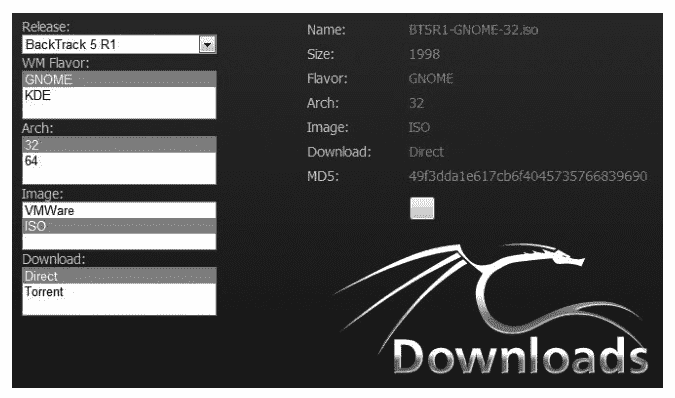 Release:
BackTrack 5 R1
WM Flavor:
GNOME
KDE
Arch:
32
64
Image:
VMWare
ISO
Download:
Direct
Torrent
Name: BT5R1-GNOME-32.iso
Size: 1998
Flavor: GNOME
Arch: 32
Image: ISO
Download: Direct
MD5: 49f3dda1e617cb6f4045735766839690
Downloads